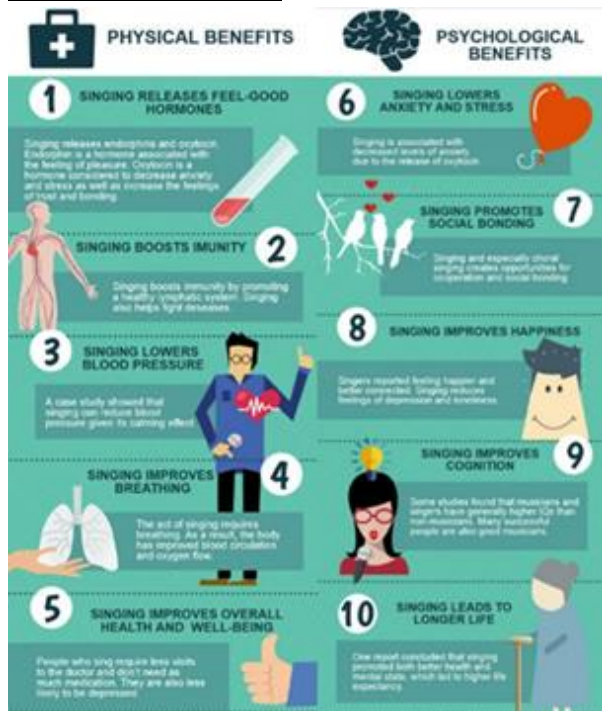 PHYSICAL BENEFITS
1
SINGING RELEASES FEEL-GOOD
HORMONES
Singing releases endorphins and oxytocin.
Endorphin is a hormone associated with
the feeling of pleasure. Oxytocin is a
hormone considered to decrease anxiety
and stress as well as increase the feelings
of trust and bonding
SINGING BOOSTS IMUNITY
2
Singing boosts immunity by promoting
a healthy lymphatic system. Singing
also helps fight deseases
3
SINGING LOWERS
BLOOD PRESSURE
A case study showed that
singing can reduce blood
pressure given its calming effect
SINGING IMPROVES
BREATHING
4
The act of singing requires
breathing. As a result, the body
has improved blood circulation
and oxygen flow.
5
SINGING IMPROVES OVERALL
HEALTH AND WELL-BEING
People who sing require less visits
to the doctor and don't need as
much medication. They are also less
likely to be depressed
PSYCHOLOGICAL
BENEFITS
6
SINGING LOWERS
ANXIETY AND STRESS
Singing is associated with
decreased levels of anxiety
due to the release of oxytocin
SINGING PROMOTES
SOCIAL BONDING
7
Singing and especially choral
singing creates opportunities for
cooperation and social bonding
8
SINGING IMPROVES HAPPINESS
Singers reported feeling happier and
better connected. Singing reduces
feelings of depression and loneliness
SINGING IMPROVES
COGNITION
9
Some studies found that musicians and
singers have generally higher IQs than
non-musicians. Many successful
people are also good musicians.
10
SINGING LEADS TO
LONGER LIFE
One report concluded that singing
promoted both better health and
mental state, which led to higher life
expectancy.